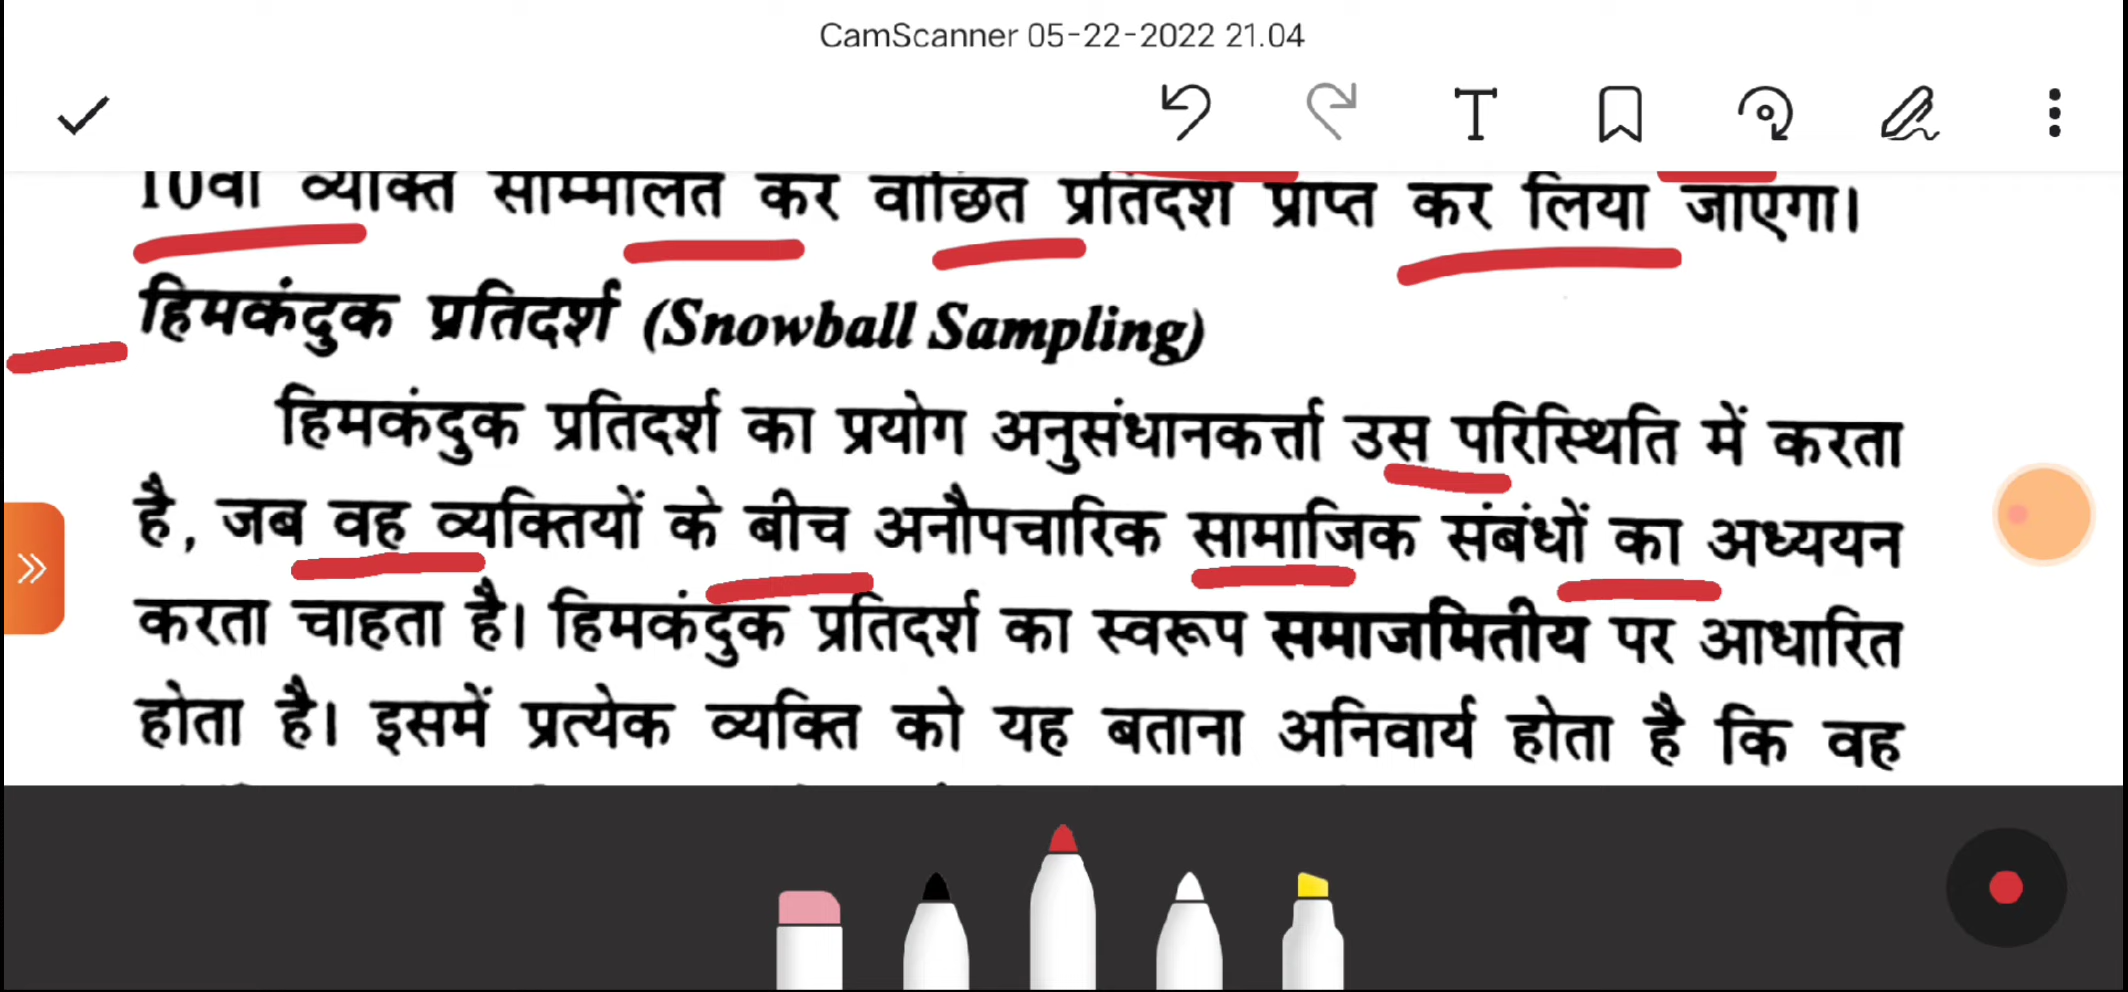 CamScanner 05-22-2022 21.04
T
10वां व्यक्ति सम्मिलित कर वांछित प्रतिदर्श प्राप्त कर लिया जाएगा।
हिमकंदुक प्रतिदर्श (Snowball Sampling)
हिमकंदुक प्रतिदर्श का प्रयोग अनुसंधानकर्त्ता उस परिस्थिति में करता
है, जब वह व्यक्तियों के बीच अनौपचारिक सामाजिक संबंधों का अध्ययन
करता चाहता है। हिमकंदुक प्रतिदर्श का स्वरूप समाजमितीय पर आधारित
होता है। इसमें प्रत्येक व्यक्ति को यह बताना अनिवार्य होता है कि वह